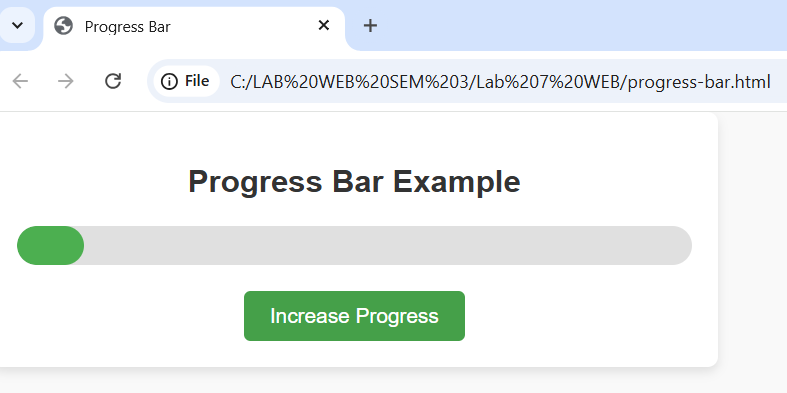 Progress Bar
File C:/LAB%20WEB%20SEM%203/Lab%207%20WEB/progress-bar.html
Progress Bar Example
Increase Progress